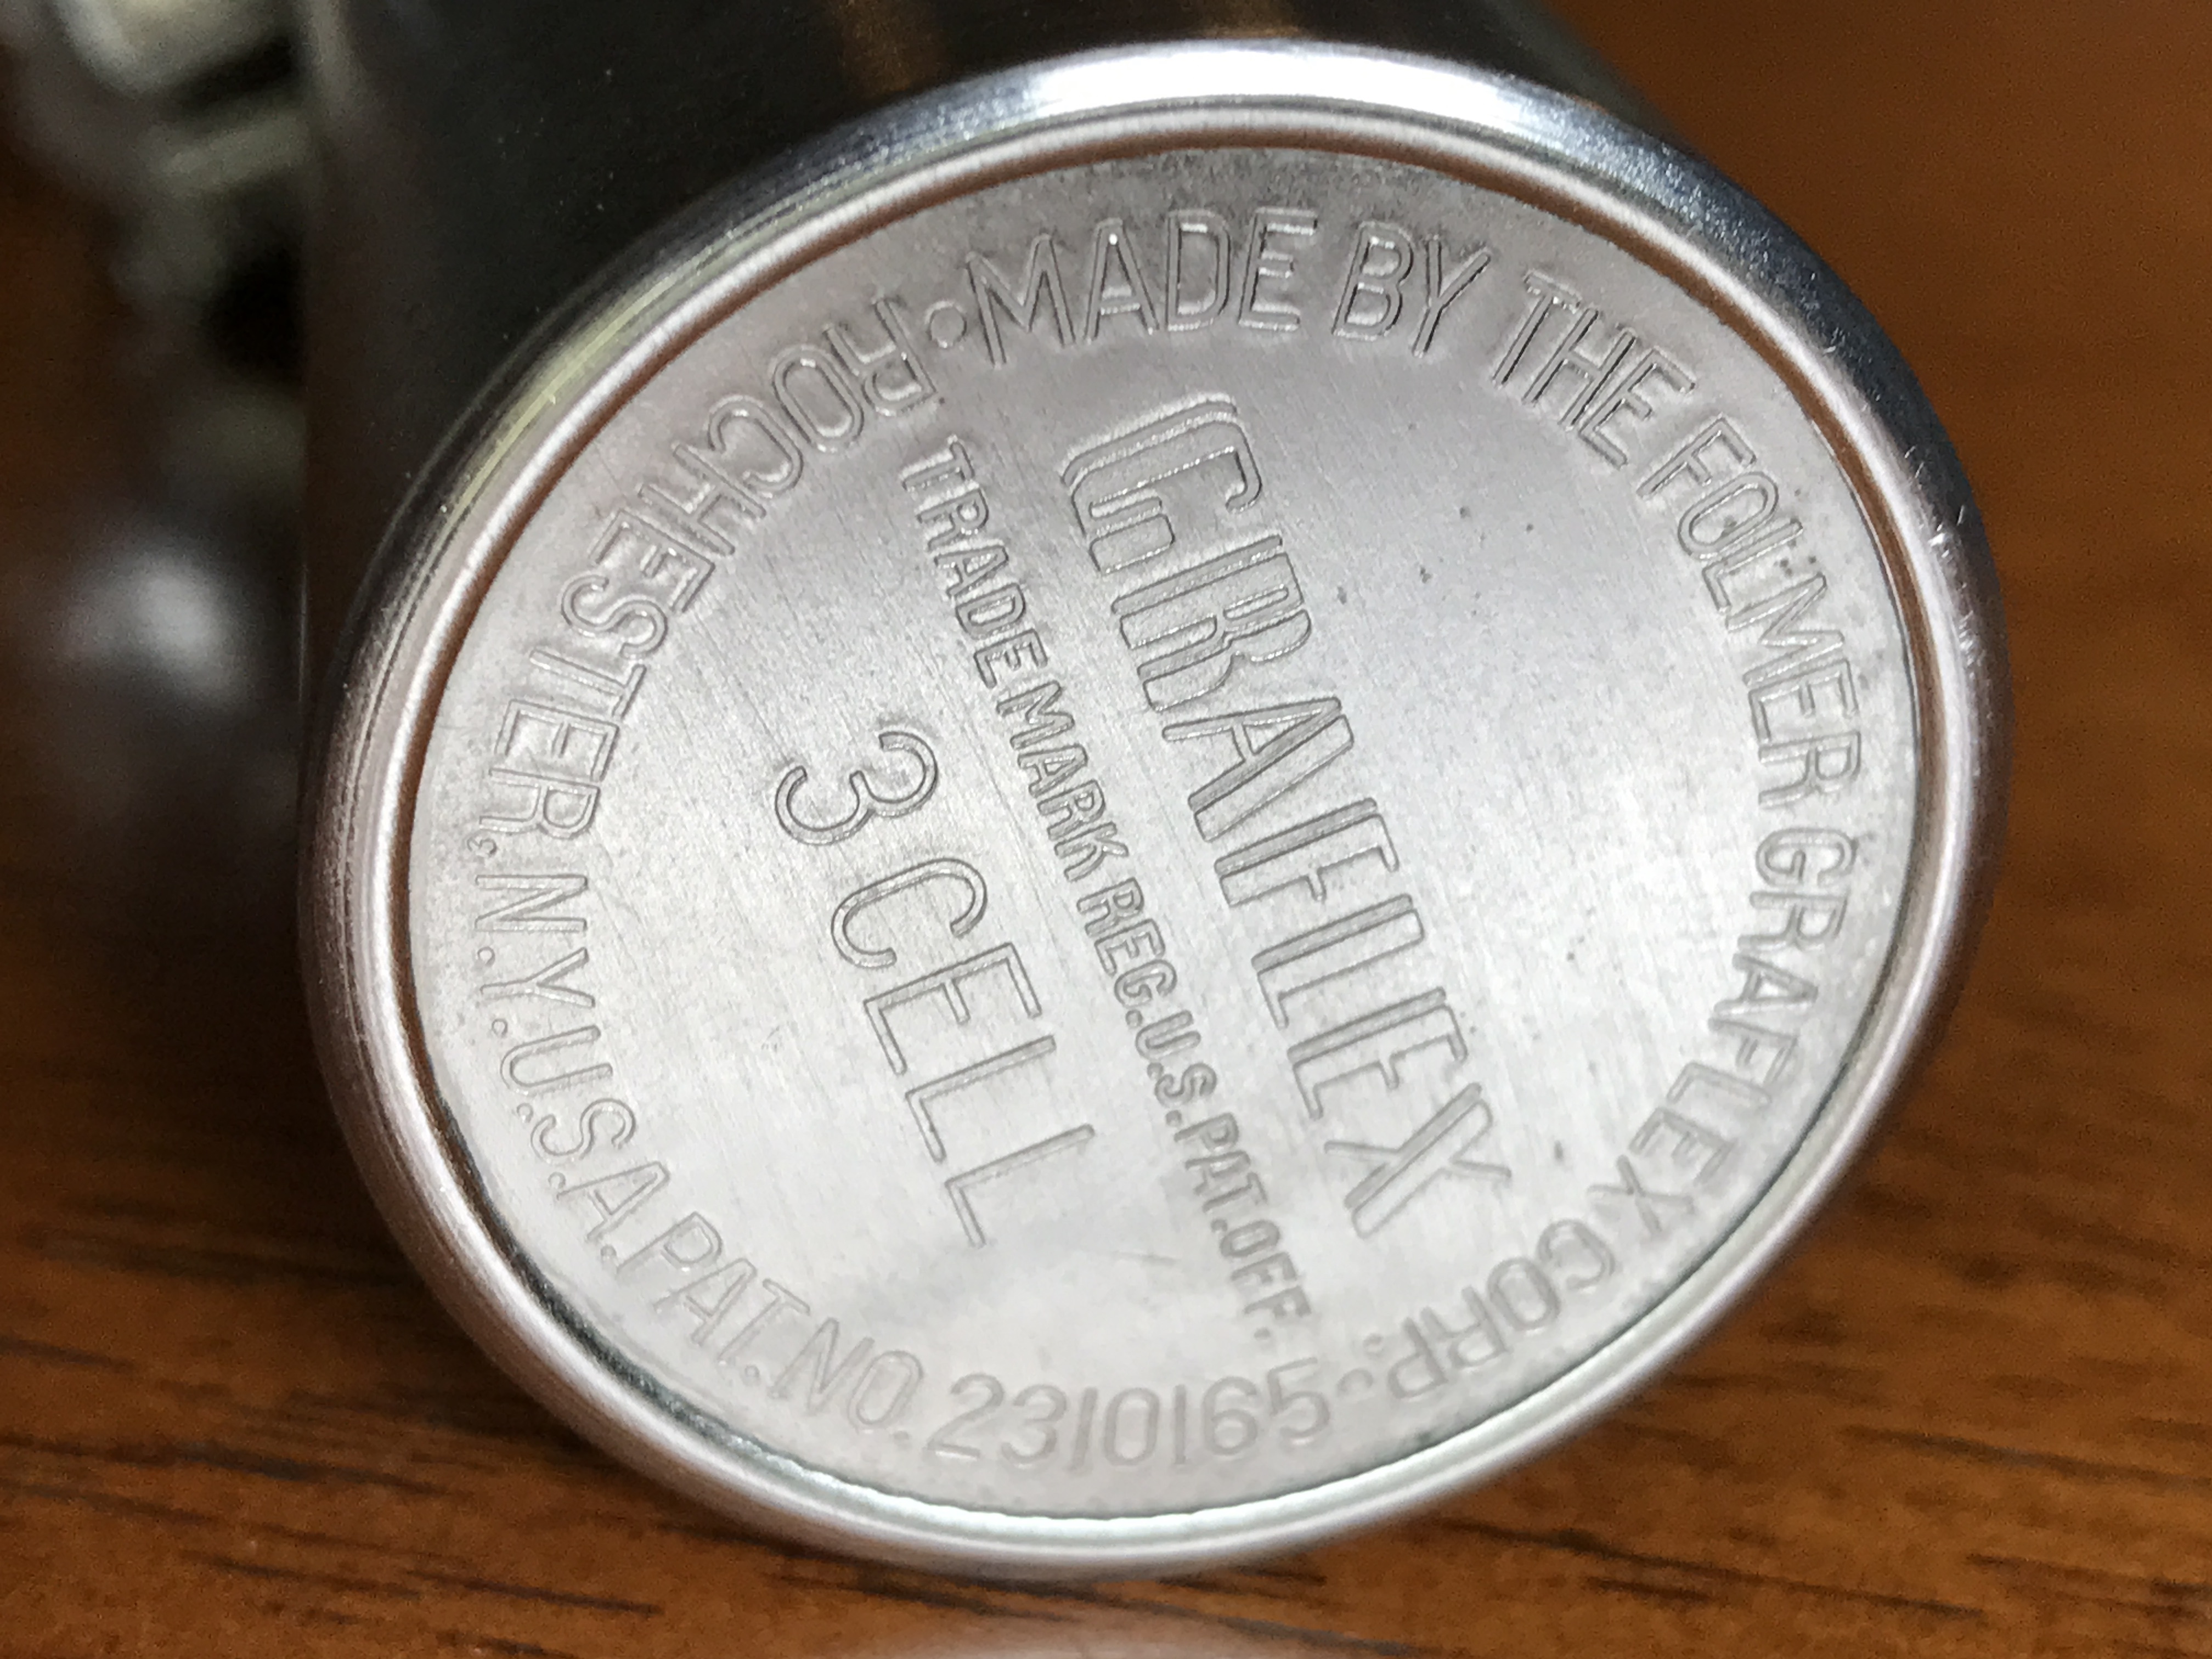 • MADE BY THE FOLMER GRAFLEX CORP. •
ROCHESTER, N.Y. U.S.A. PAT. NO. 2310165
GRAFLEX
TRADE MARK REG. U.S. PAT. OFF.
3 CELL